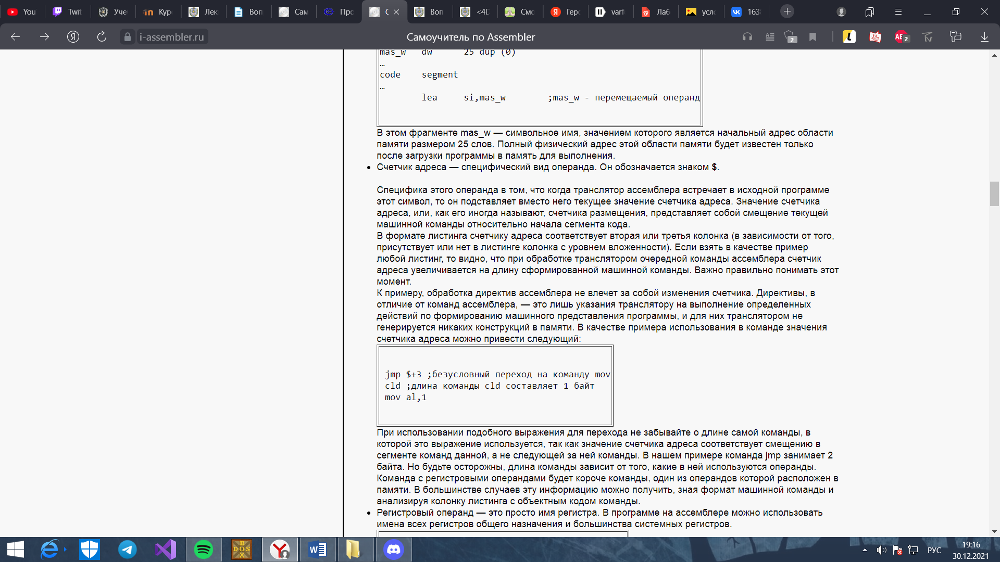 You
Twit
Уче
Кур
Лек
Воп
Сам
Про
С
Воп
<4D
Смо
Герс
varf
Лаб
усло
163
i-assembler.ru
Самоучитель по Assembler
2
2
mas_w dw 25 dup (0)
…
code segment
…
lea si,mas_w ;mas_w - перемещаемый операнд
В этом фрагменте mas_w — символьное имя, значением которого является начальный адрес области
памяти размером 25 слов. Полный физический адрес этой области памяти будет известен только
после загрузки программы в память для выполнения.
• Счетчик адреса — специфический вид операнда. Он обозначается знаком $.
Специфика этого операнда в том, что когда транслятор ассемблера встречает в исходной программе
этот символ, то он подставляет вместо него текущее значение счетчика адреса. Значение счетчика
адреса, или, как его иногда называют, счетчика размещения, представляет собой смещение текущей
машинной команды относительно начала сегмента кода.
В формате листинга счетчику адреса соответствует вторая или третья колонка (в зависимости от того,
присутствует или нет в листинге колонка с уровнем вложенности). Если взять в качестве пример
любой листинг, то видно, что при обработке транслятором очередной команды ассемблера счетчик
адреса увеличивается на длину сформированной машинной команды. Важно правильно понимать этот
момент.
К примеру, обработка директив ассемблера не влечет за собой изменения счетчика. Директивы, в
отличие от команд ассемблера, — это лишь указания транслятору на выполнение определенных
действий по формированию машинного представления программы, и для них транслятором не
генерируется никаких конструкций в памяти. В качестве примера использования в команде значения
счетчика адреса можно привести следующий:
jmp $+3 ;безусловный переход на команду mov
cld ;длина команды cld составляет 1 байт
mov al,1
При использовании подобного выражения для перехода не забывайте о длине самой команды, в
которой это выражение используется, так как значение счетчика адреса соответствует смещению в
сегменте команд данной, а не следующей за ней команды. В нашем примере команда jmp занимает 2
байта. Но будьте осторожны, длина команды зависит от того, какие в ней используются операнды.
Команда с регистровыми операндами будет короче команды, один из операндов которой расположен в
памяти. В большинстве случаев эту информацию можно получить, зная формат машинной команды и
анализируя колонку листинга с объектным кодом команды.
• Регистровый операнд — это просто имя регистра. В программе на ассемблере можно использовать
имена всех регистров общего назначения и большинства системных регистров.
РУС
19:16
30.12.2021